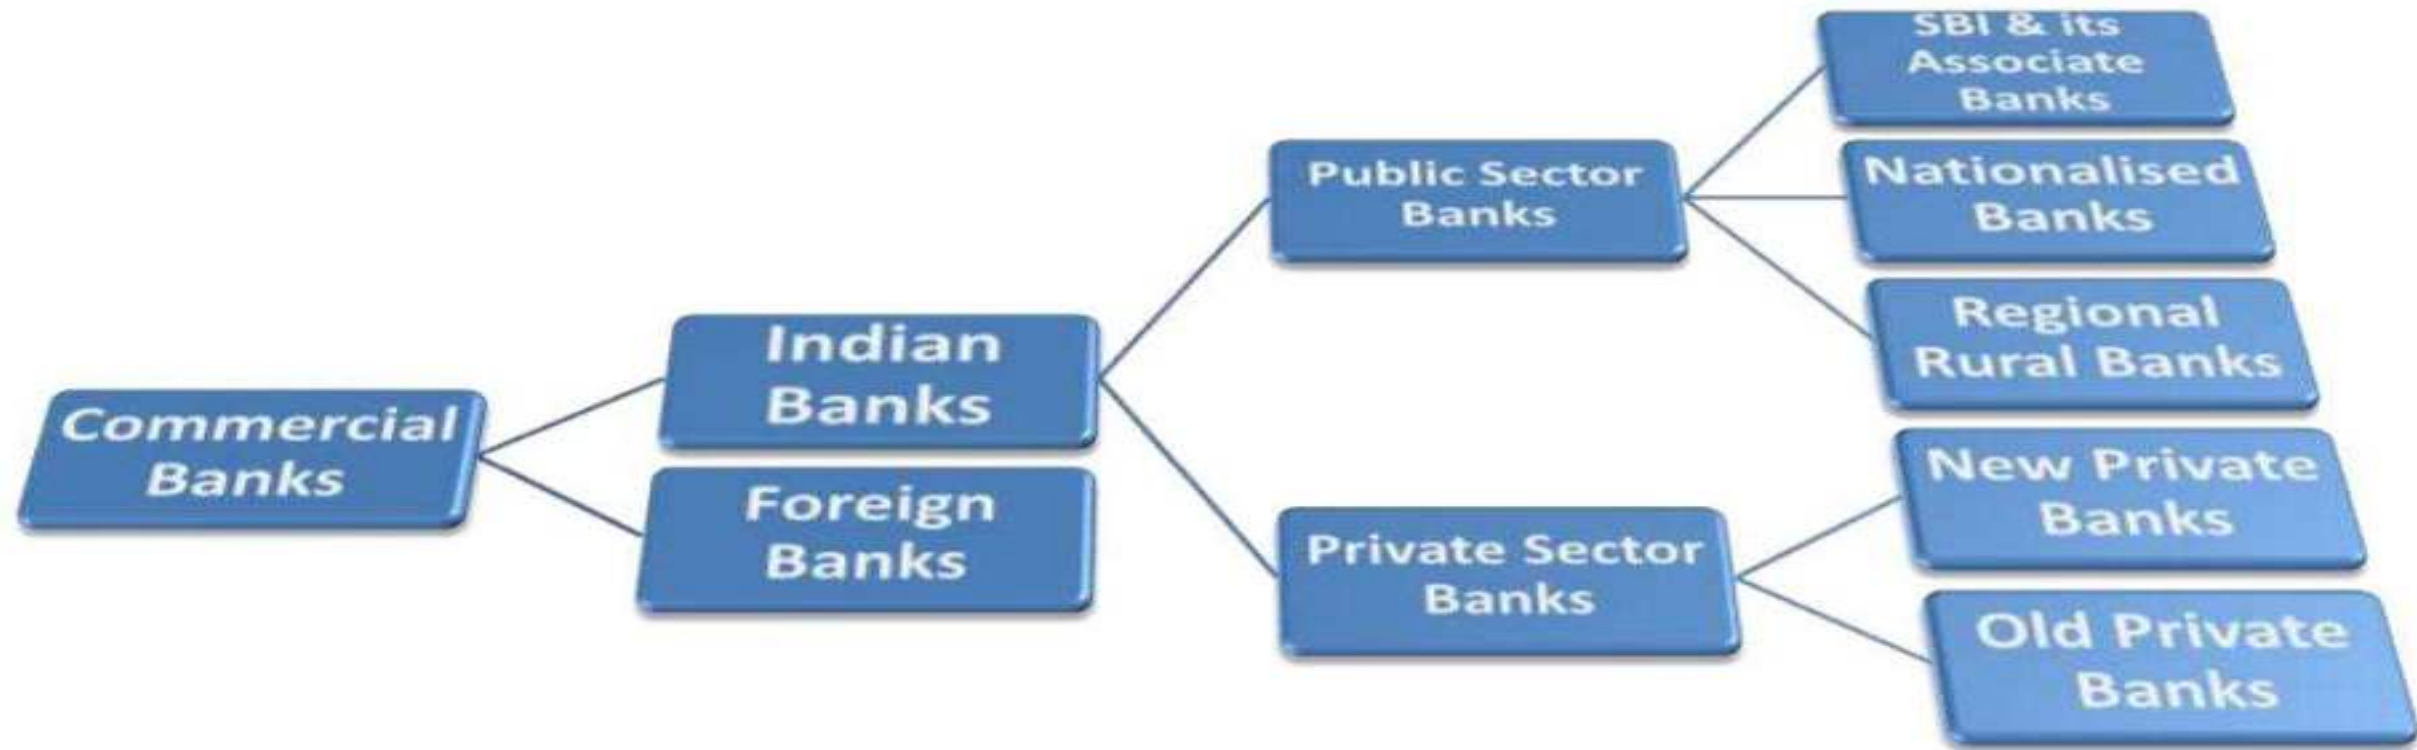 Commercial
Banks
Indian
Banks
Foreign
Banks
Public Sector
Banks
Private Sector
Banks
SBI & its
Associate
Banks
Nationalised
Banks
Regional
Rural Banks
New Private
Banks
Old Private
Banks